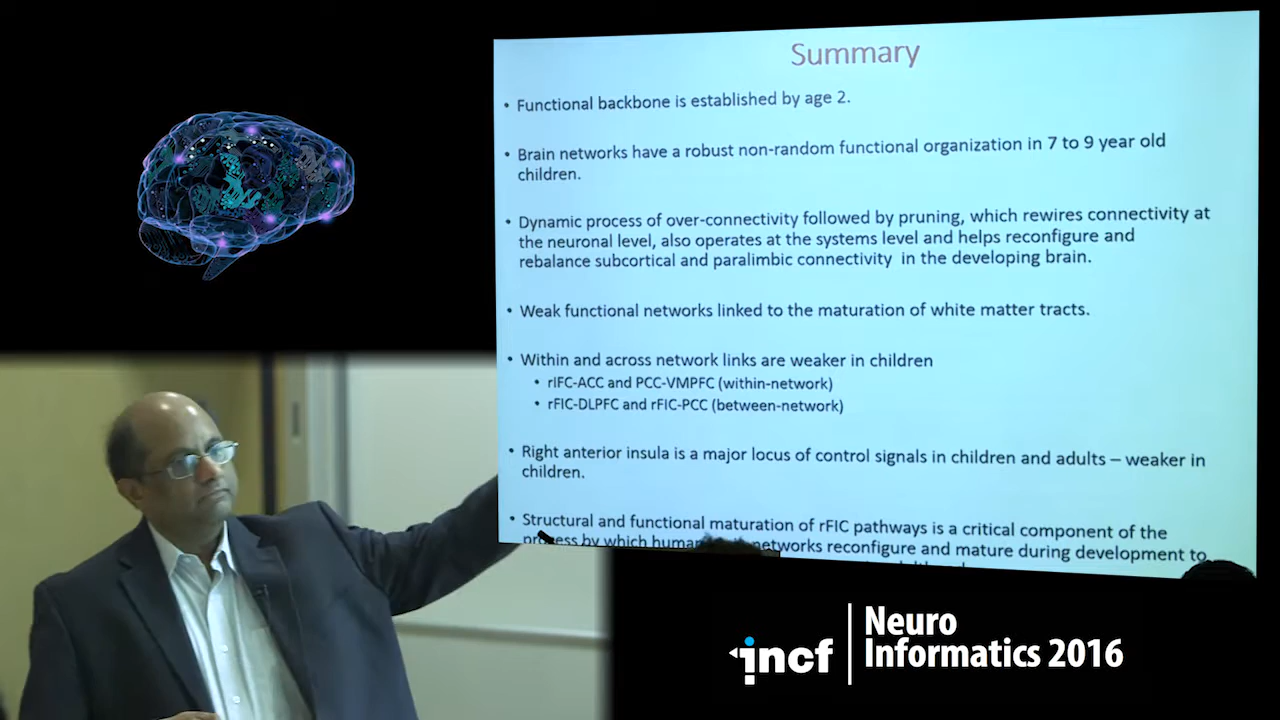 Summary
• Functional backbone is established by age 2.
• Brain networks have a robust non-random functional organization in 7 to 9 year old
children.
• Dynamic process of over-connectivity followed by pruning, which rewires connectivity at
the neuronal level, also operates at the systems level and helps reconfigure and
rebalance subcortical and paralimbic connectivity in the developing brain.
• Weak functional networks linked to the maturation of white matter tracts.
• Within and across network links are weaker in children
• rIFC-ACC and PCC-VMPFC (within-network)
• rFIC-DLPFC and rFIC-PCC (between-network)
• Right anterior insula is a major locus of control signals in children and adults – weaker in
children.
• Structural and functional maturation of rFIC pathways is a critical component of the
process by which human networks reconfigure and mature during development to
incf
Neuro
Informatics 2016